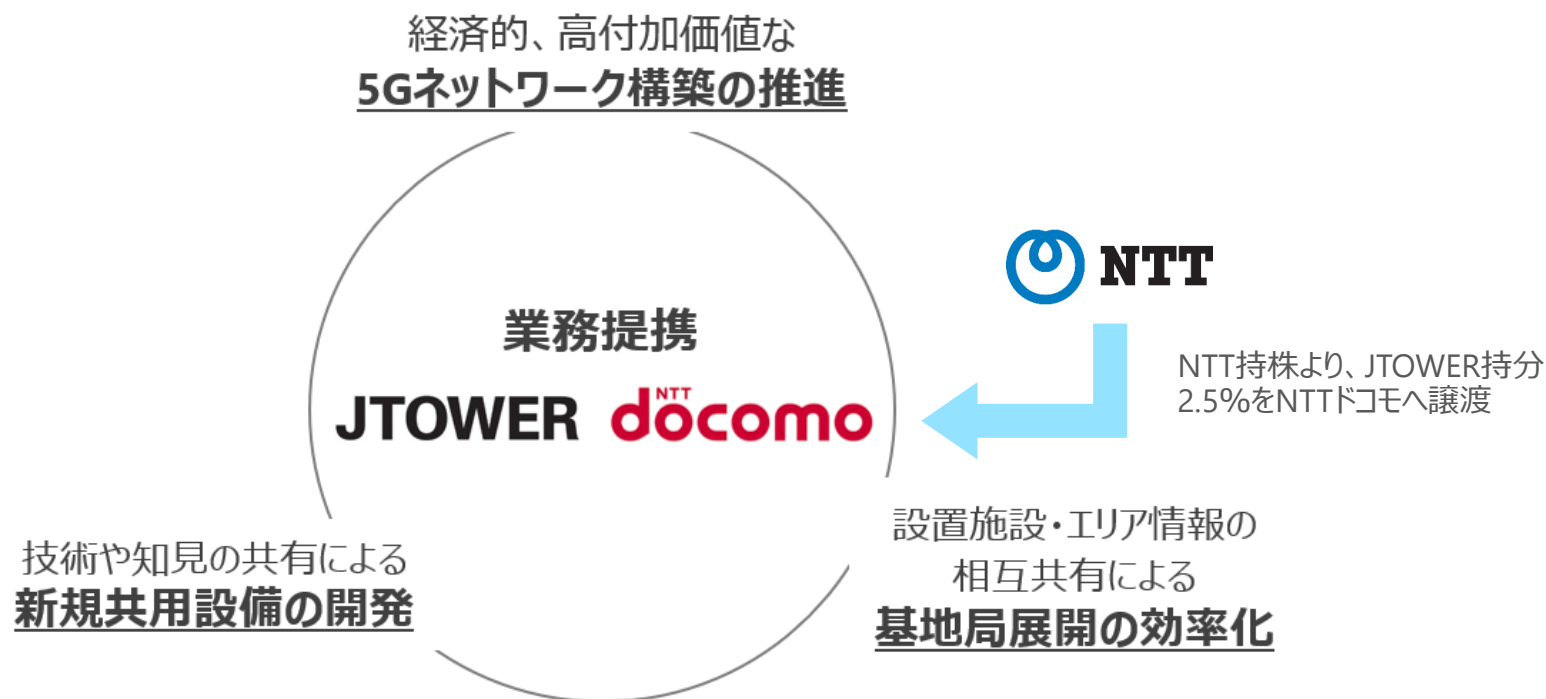 経済的、高付加価値な
5Gネットワーク構築の推進
業務提携
JTOWER NTT döcomo
NTT
NTT持株より、JTOWER持分
2.5%をNTTドコモへ譲渡
設置施設・エリア情報の
相互共有による
基地局展開の効率化
技術や知見の共有による
新規共用設備の開発